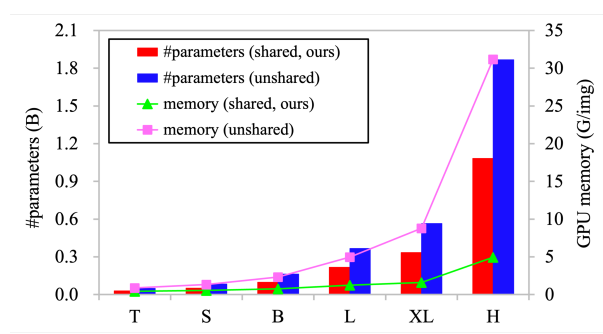 2.1
1.8
1.5
1.2
0.9
0.6
0.3
0.0
#parameters (B)
#parameters (shared, ours)
#parameters (unshared)
memory (shared, ours)
memory (unshared)
35
30
25
20
15
10
5
0
GPU memory (G/img)
T S B L XL H